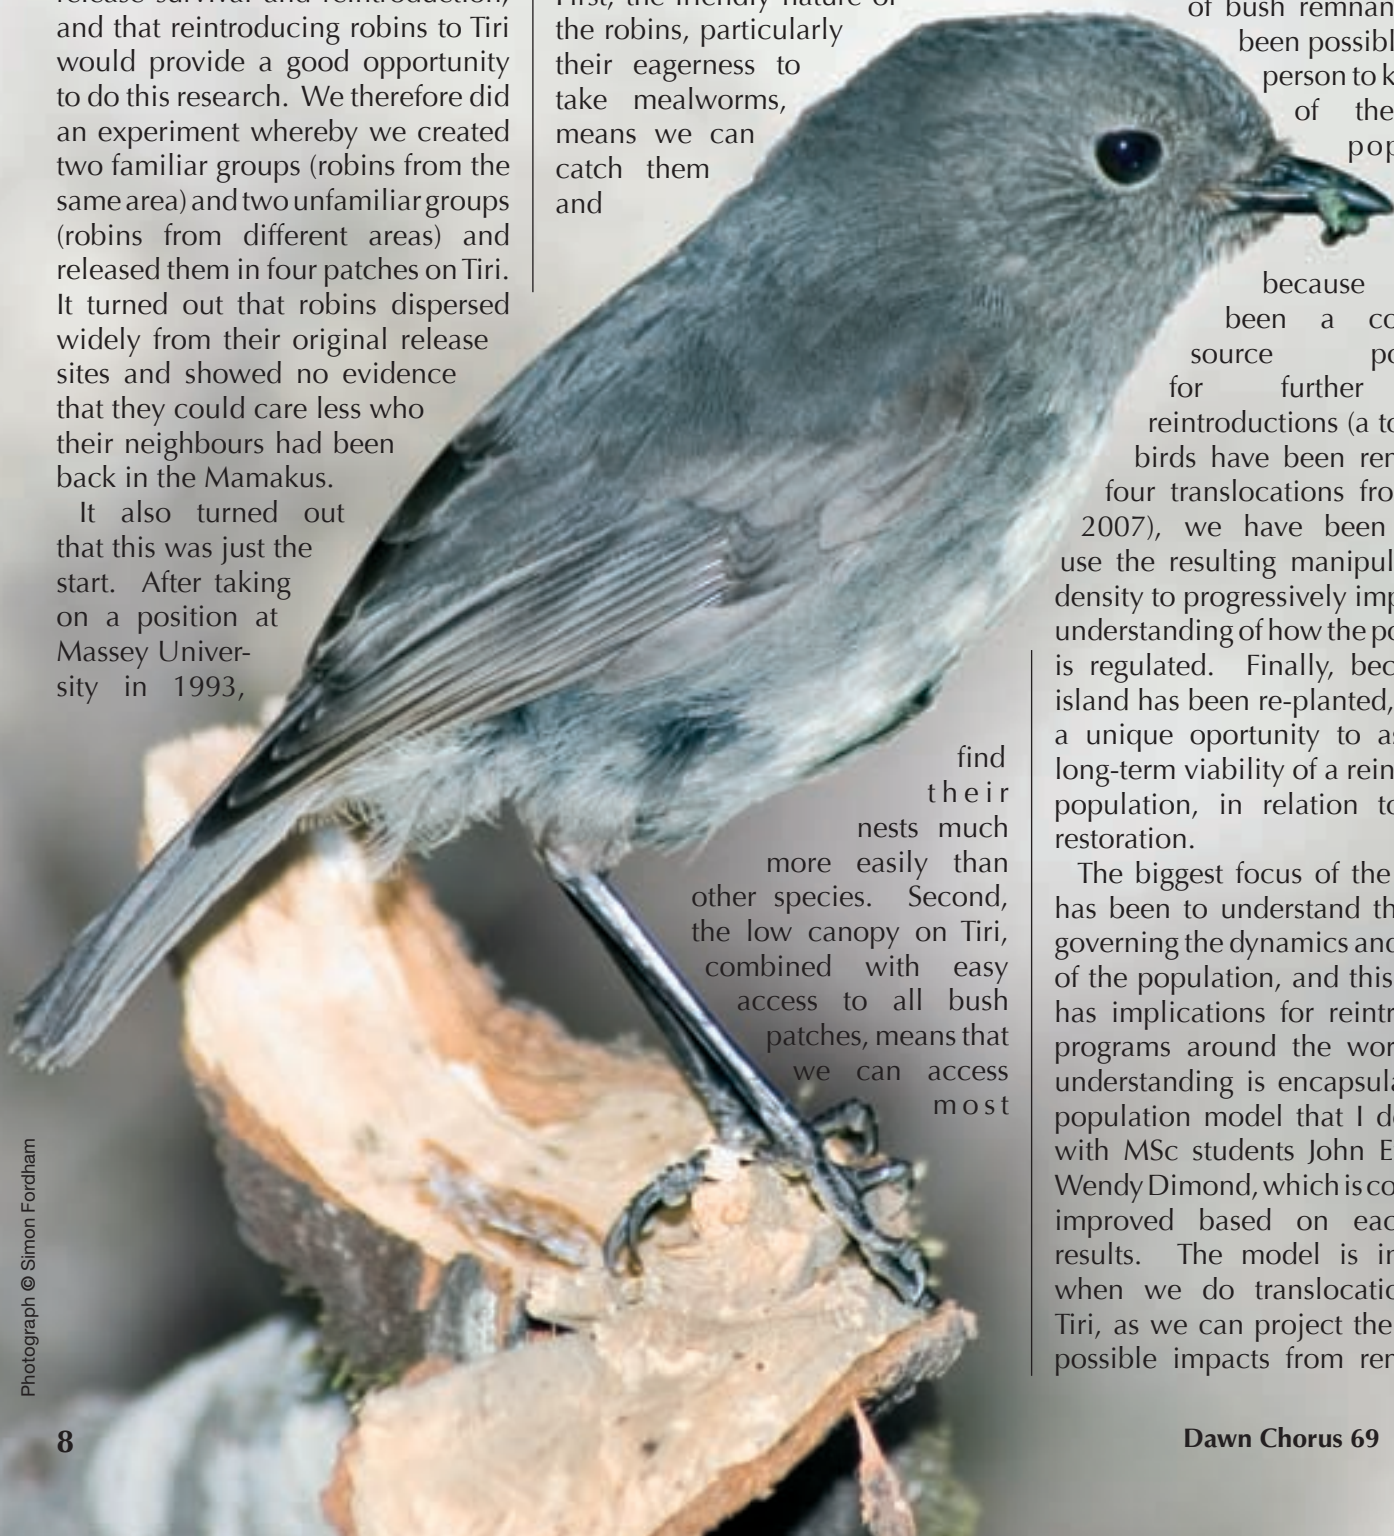 release survival and reintroduction,
and that reintroducing robins to Tiri
would provide a good opportunity
to do this research. We therefore did
an experiment whereby we created
two familiar groups (robins from the
same area) and two unfamiliar groups
(robins from different areas) and
released them in four patches on Tiri.
It turned out that robins dispersed
widely from their original release
sites and showed no evidence
that they could care less who
their neighbours had been
back in the Mamakus.
It also turned out
that this was just the
start. After taking
on a position at
Massey Univer-
sity in 1993,
First, the friendly nature of
the robins, particularly
their eagerness to
take mealworms,
means we can
catch them
and
find
their
nests much
more easily than
other species. Second,
the low canopy on Tiri,
combined with easy
access to all bush
patches, means that
we can access
most
of bush remnan
been possibl
person to k
of the
pop
because
been a co
source po
for further
reintroductions (a to
birds have been ren
four translocations fro
2007), we have been
use the resulting manipul
density to progressively imp
understanding of how the po
is regulated. Finally, bec
island has been re-planted,
a unique oportunity to as
long-term viability of a rein
population, in relation to
restoration.
The biggest focus of the
has been to understand th
governing the dynamics and
of the population, and this
has implications for reintr
programs around the wor
understanding is encapsula
population model that I de
with MSc students John E
Wendy Dimond, which is co
improved based on eac
results. The model is in
when we do translocatio
Tiri, as we can project the
possible impacts from ren
Photograph © Simon Fordham
8
Dawn Chorus 69